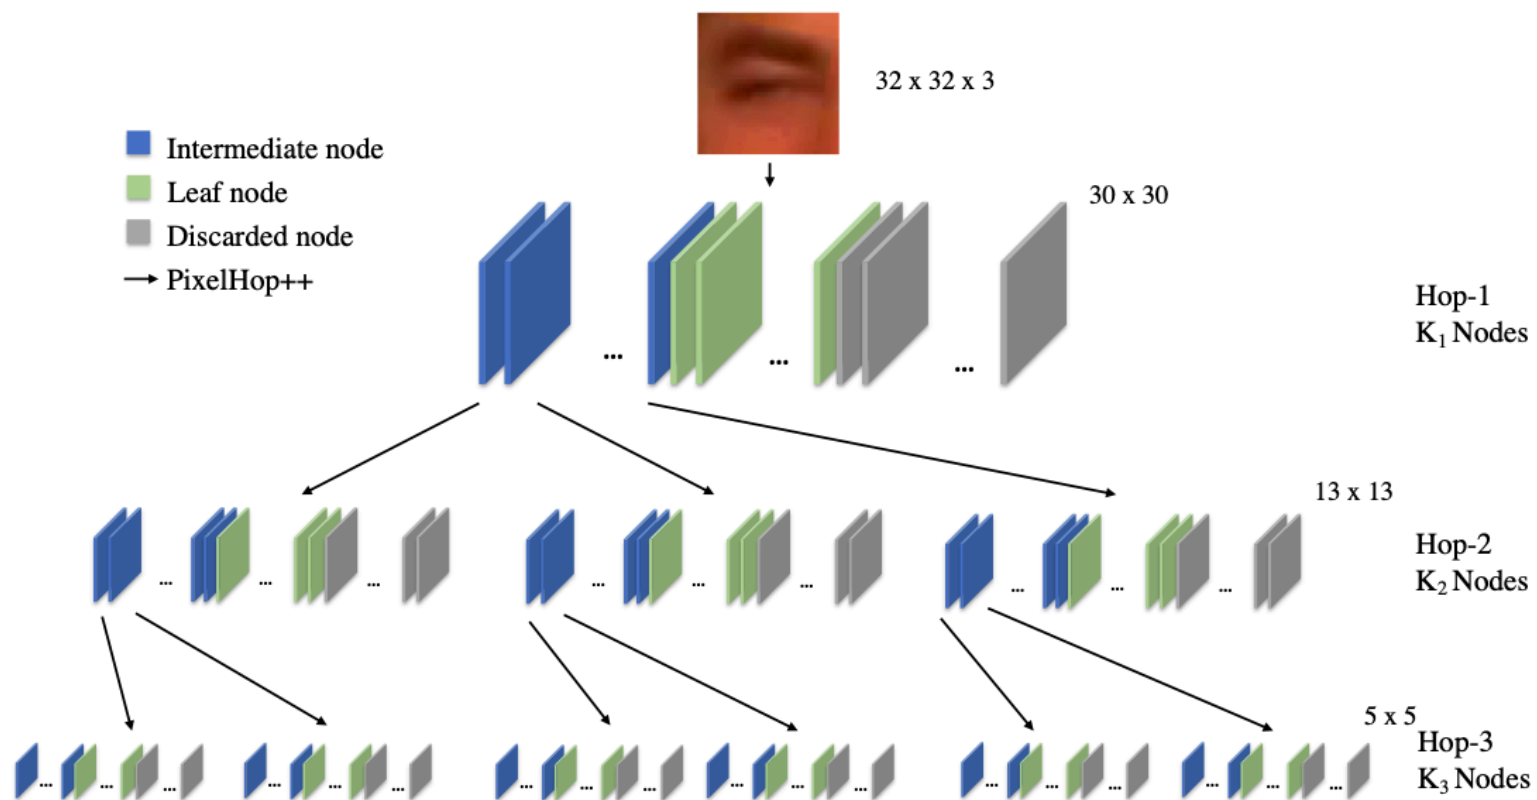 32 x 32 x 3
Intermediate node
Leaf node
Discarded node
PixelHop++
30 x 30
Hop-1
K₁ Nodes
... ... ...
13 x 13
Hop-2
K₂ Nodes
... ... ... ... ... ... ... ... ...
5 x 5
Hop-3
K₃ Nodes
... ... ... ... ... ... ... ... ... ... ... ... ... ... ... ... ... ...